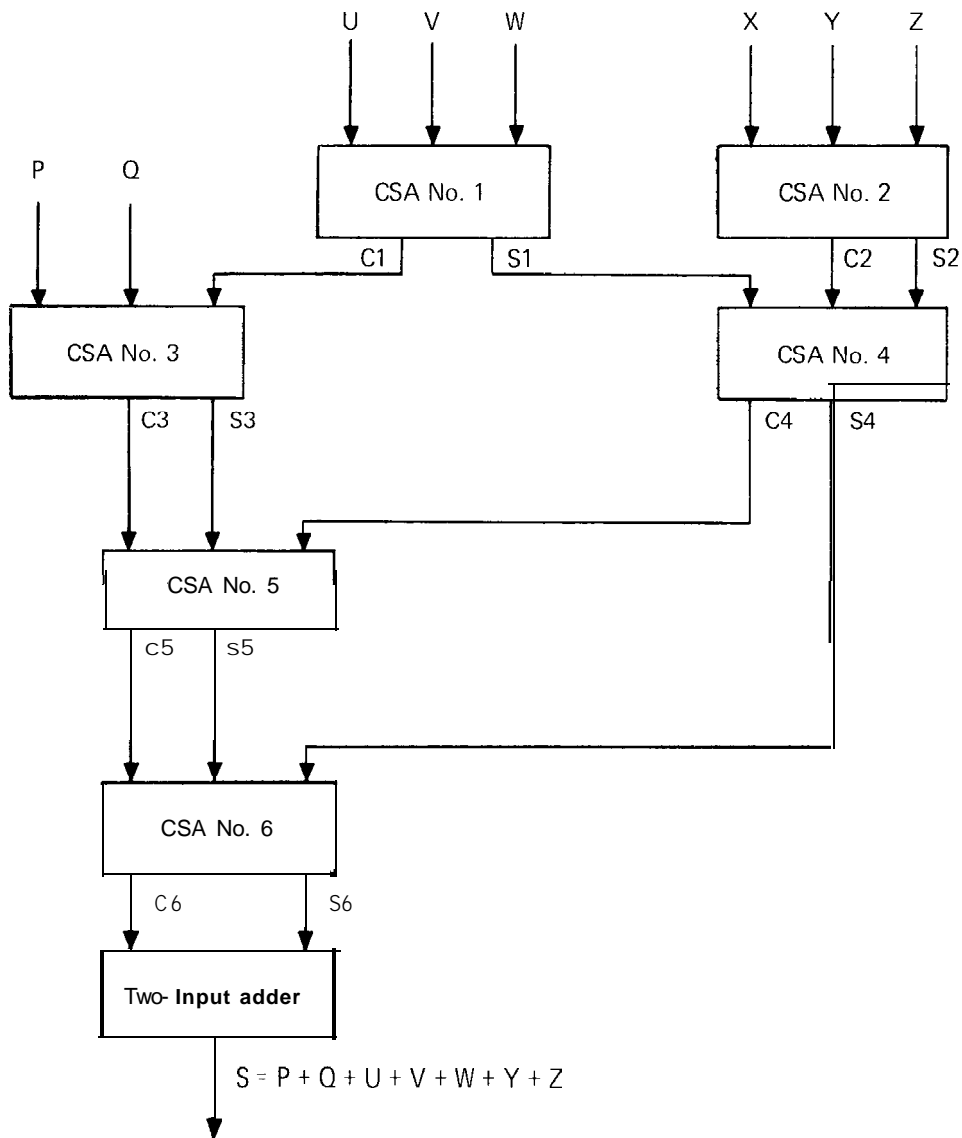 U V W X Y Z
P Q
CSA No. 1 CSA No. 2
C1 S1 C2 S2
CSA No. 3 CSA No. 4
C3 S3 C4 S4
CSA No. 5
c5 s5
CSA No. 6
C6 S6
Two-Input adder
S = P + Q + U + V + W + Y + Z